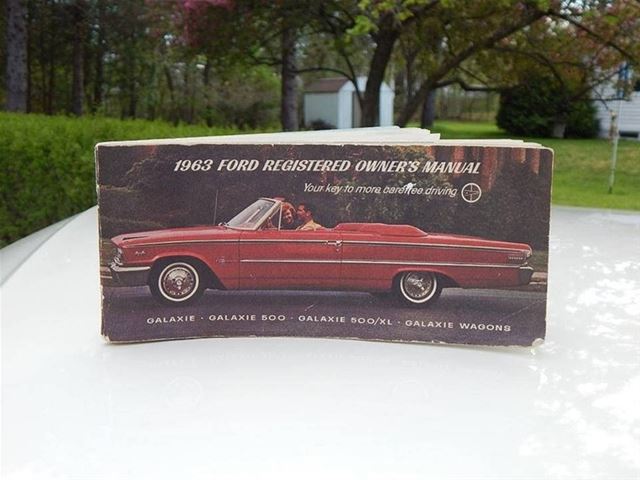 1963 FORD REGISTERED OWNER'S MANUAL
Your key to more carefree driving
GALAXIE · GALAXIE 500 · GALAXIE 500/XL · GALAXIE WAGONS